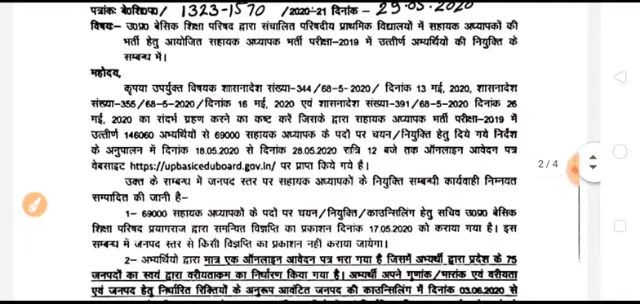 पत्रांकः बे०शि०प०/ 1323-1570 /2020-21 दिनांक - 29.05.2020
विषय- उ०प्र० बेसिक शिक्षा परिषद द्वारा संचालित परिषदीय प्राथमिक विद्यालयों में सहायक अध्यापकों की
भर्ती हेतु आयोजित सहायक अध्यापक भर्ती परीक्षा-2019 में उत्तीर्ण अभ्यर्थियों की नियुक्ति के
सम्बन्ध में।
महोदय,
कृपया उपर्युक्त विषयक शासनादेश संख्या-344/68-5-2020/दिनांक 13 मई, 2020, शासनादेश
संख्या-355/68-5-2020/दिनांक 16 मई, 2020 एवं शासनादेश संख्या-391/68-5-2020 दिनांक 26
मई, 2020 का संदर्भ ग्रहण करने का कष्ट करें जिसके द्वारा सहायक अध्यापक भर्ती परीक्षा-2019 में
उत्तीर्ण 146060 अभ्यर्थियों से 69000 सहायक अध्यापक के पदों पर चयन/नियुक्ति हेतु दिये गये निर्देश
के अनुपालन में दिनांक 18.05.2020 से दिनांक 28.05.2020 रात्रि 12 बजे तक ऑनलाइन आवेदन पत्र
वेबसाइट https://upbasiceduboard.gov.in/ पर प्राप्त किये गये है।
उक्त के सम्बन्ध में जनपद स्तर पर सहायक अध्यापकों के नियुक्ति सम्बन्धी कार्यवाही निम्नवत
सम्पादित की जानी है-
1- 69000 सहायक अध्यापकों के पदों पर चयन/नियुक्ति/काउन्सिलिंग हेतु सचिव उ०प्र० बेसिक
शिक्षा परिषद प्रयागराज द्वारा समन्वित विज्ञप्ति का प्रकाशन दिनांक 17.05.2020 को कराया गया है। इस
सम्बन्ध में जनपद स्तर से किसी विज्ञप्ति का प्रकाशन नही कराया जायेगा।
2- अभ्यर्थियों द्वारा मात्र एक ऑनलाइन आवेदन पत्र भरा गया है जिसमें अभ्यर्थी द्वारा प्रदेश के 75
जनपदों का स्वयं द्वारा वरीयताक्रम का निर्धारण किया गया है। अभ्यर्थी अपने गुणांक/भारांक एवं वरीयता
एवं जनपद हेतु निर्धारित रिक्तियों के अनुरूप आवंटित जनपद की काउन्सिलिंग में दिनांक 03.06.2020 से
2/4